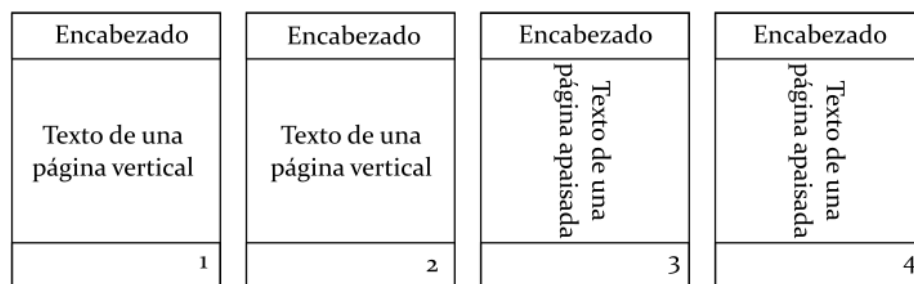 Encabezado
Texto de una
página vertical
1
Encabezado
Texto de una
página vertical
2
Encabezado
Texto de una
página apaisada
3
Encabezado
Texto de una
página apaisada
4